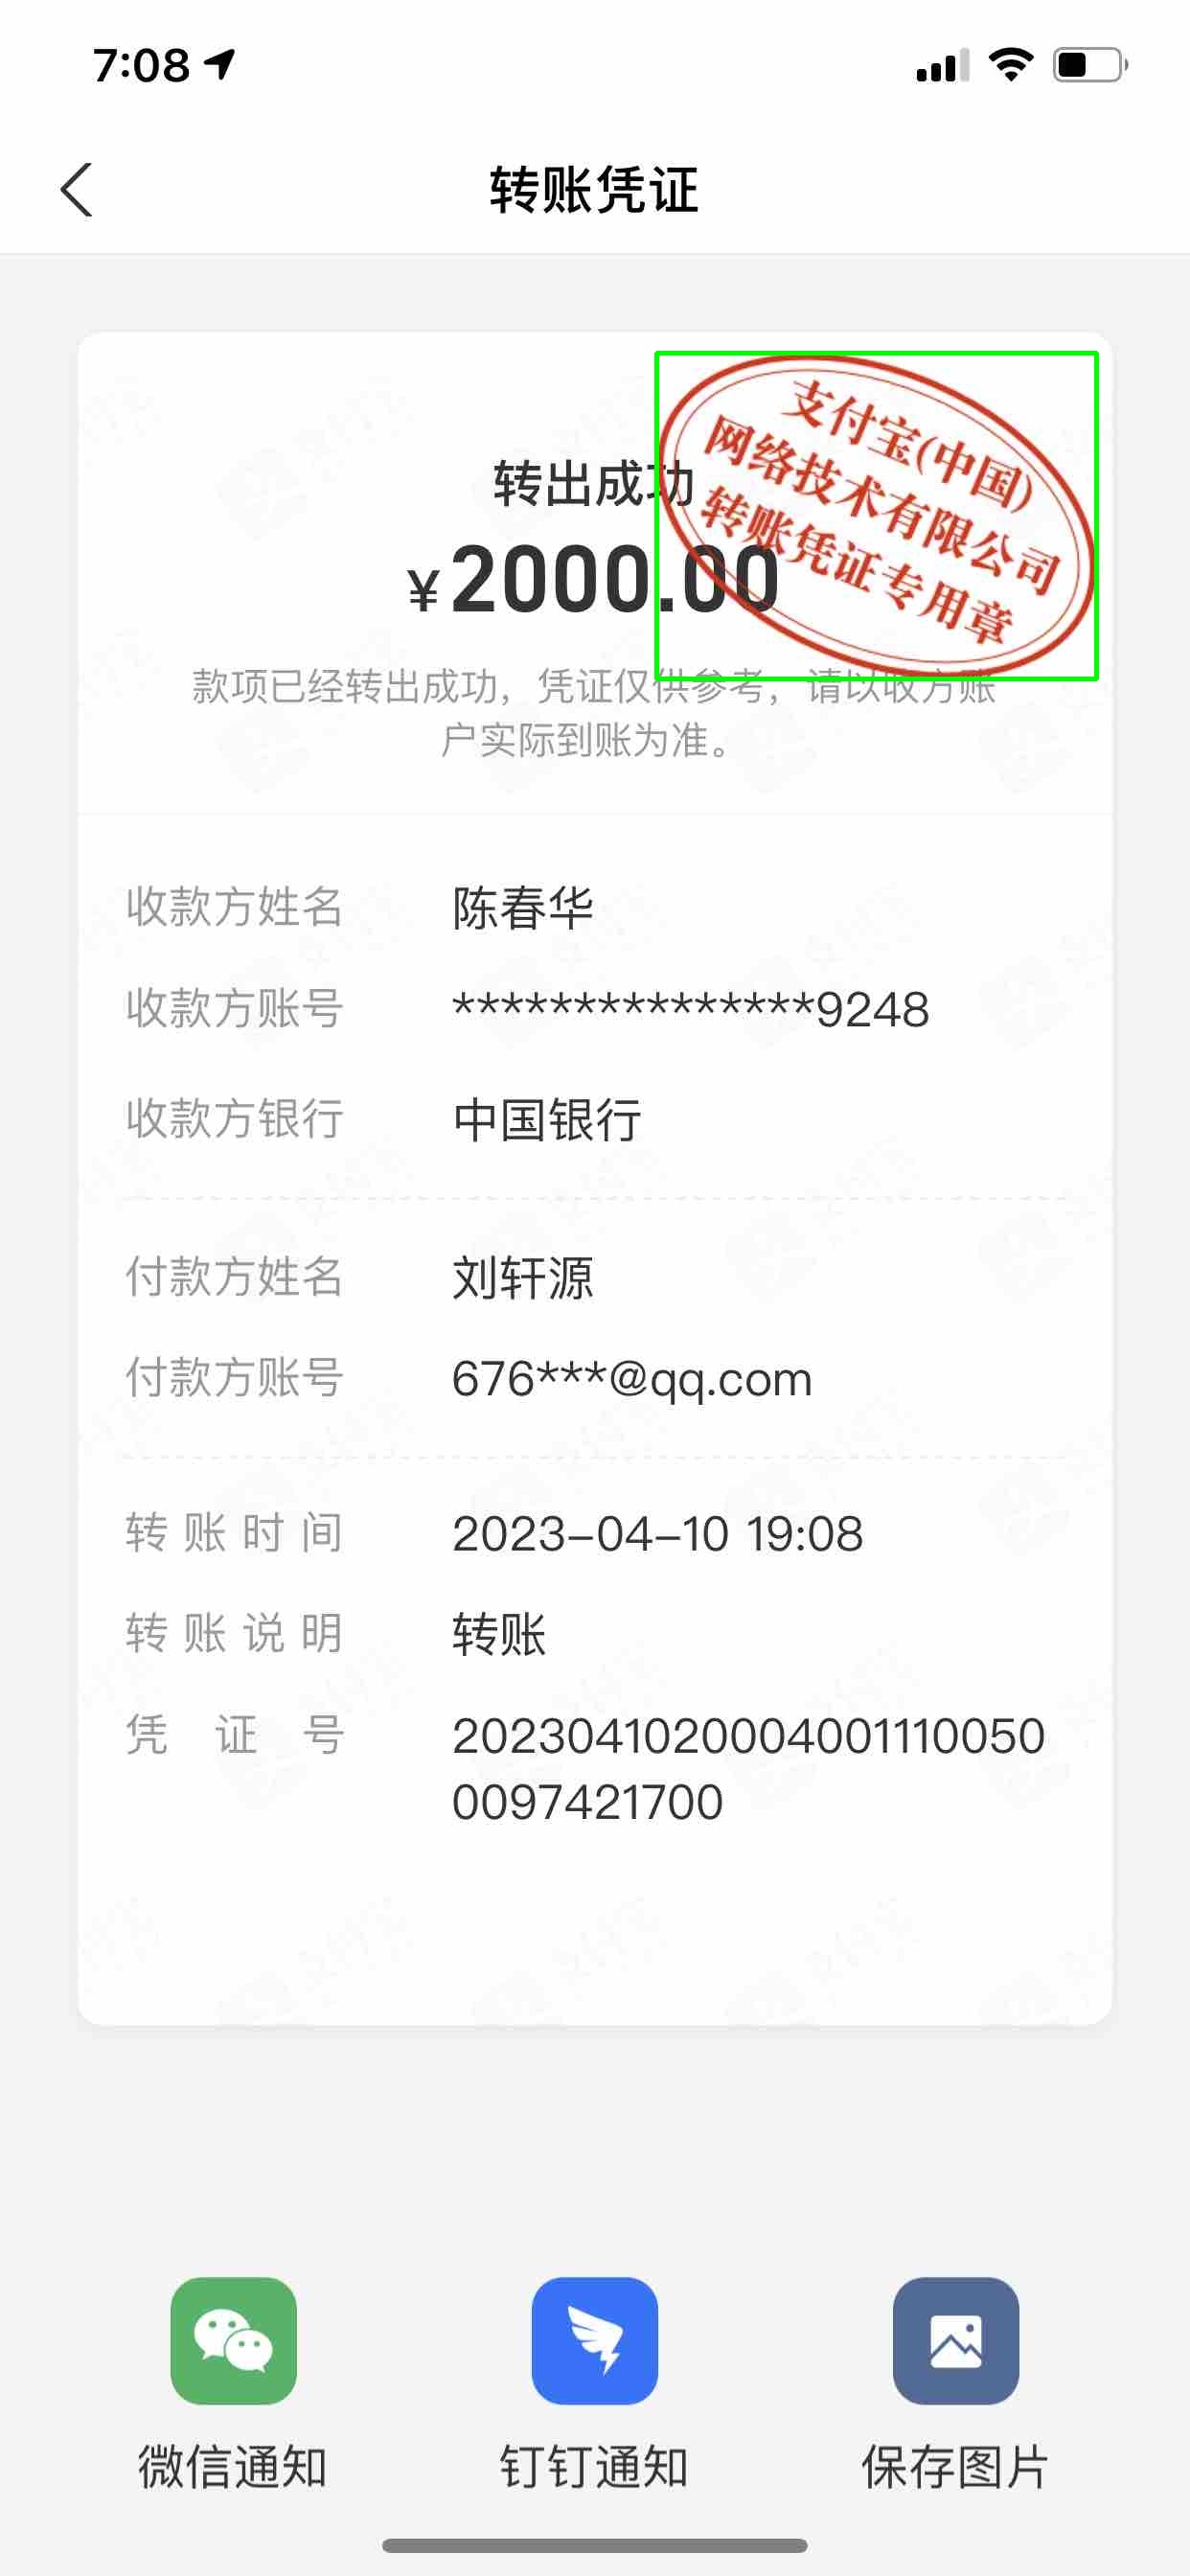 7:08
转账凭证
支付宝(中国)
网络技术有限公司
转账凭证专用章
转出成功
¥2000.00
款项已经转出成功，凭证仅供参考，请以收方账
户实际到账为准。
收款方姓名 陈春华
收款方账号 ***************9248
收款方银行 中国银行
付款方姓名 刘轩源
付款方账号 676***@qq.com
转账时间 2023-04-10 19:08
转账说明 转账
凭证号 2023041020004001110050
0097421700
微信通知 钉钉通知 保存图片